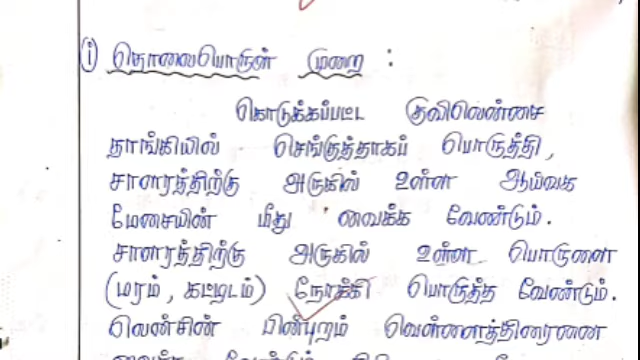 i) தொலைபொருள் முறை :
கொடுக்கப்பட்ட குவிலென்சை
தாங்கியில் செங்குத்தாகப் பொருத்தி,
சாளரத்திற்கு அருகில் உள்ள ஆய்வக
மேசையின் மீது வைக்க வேண்டும்.
சாளரத்திற்கு அருகில் உள்ள பொருளை
(மரம், கட்டிடம்) நோக்கி பொருத்த வேண்டும்.
லென்சின் பின்புறம் வெள்ளைத்திரையை
வைக்க வேண்டும்